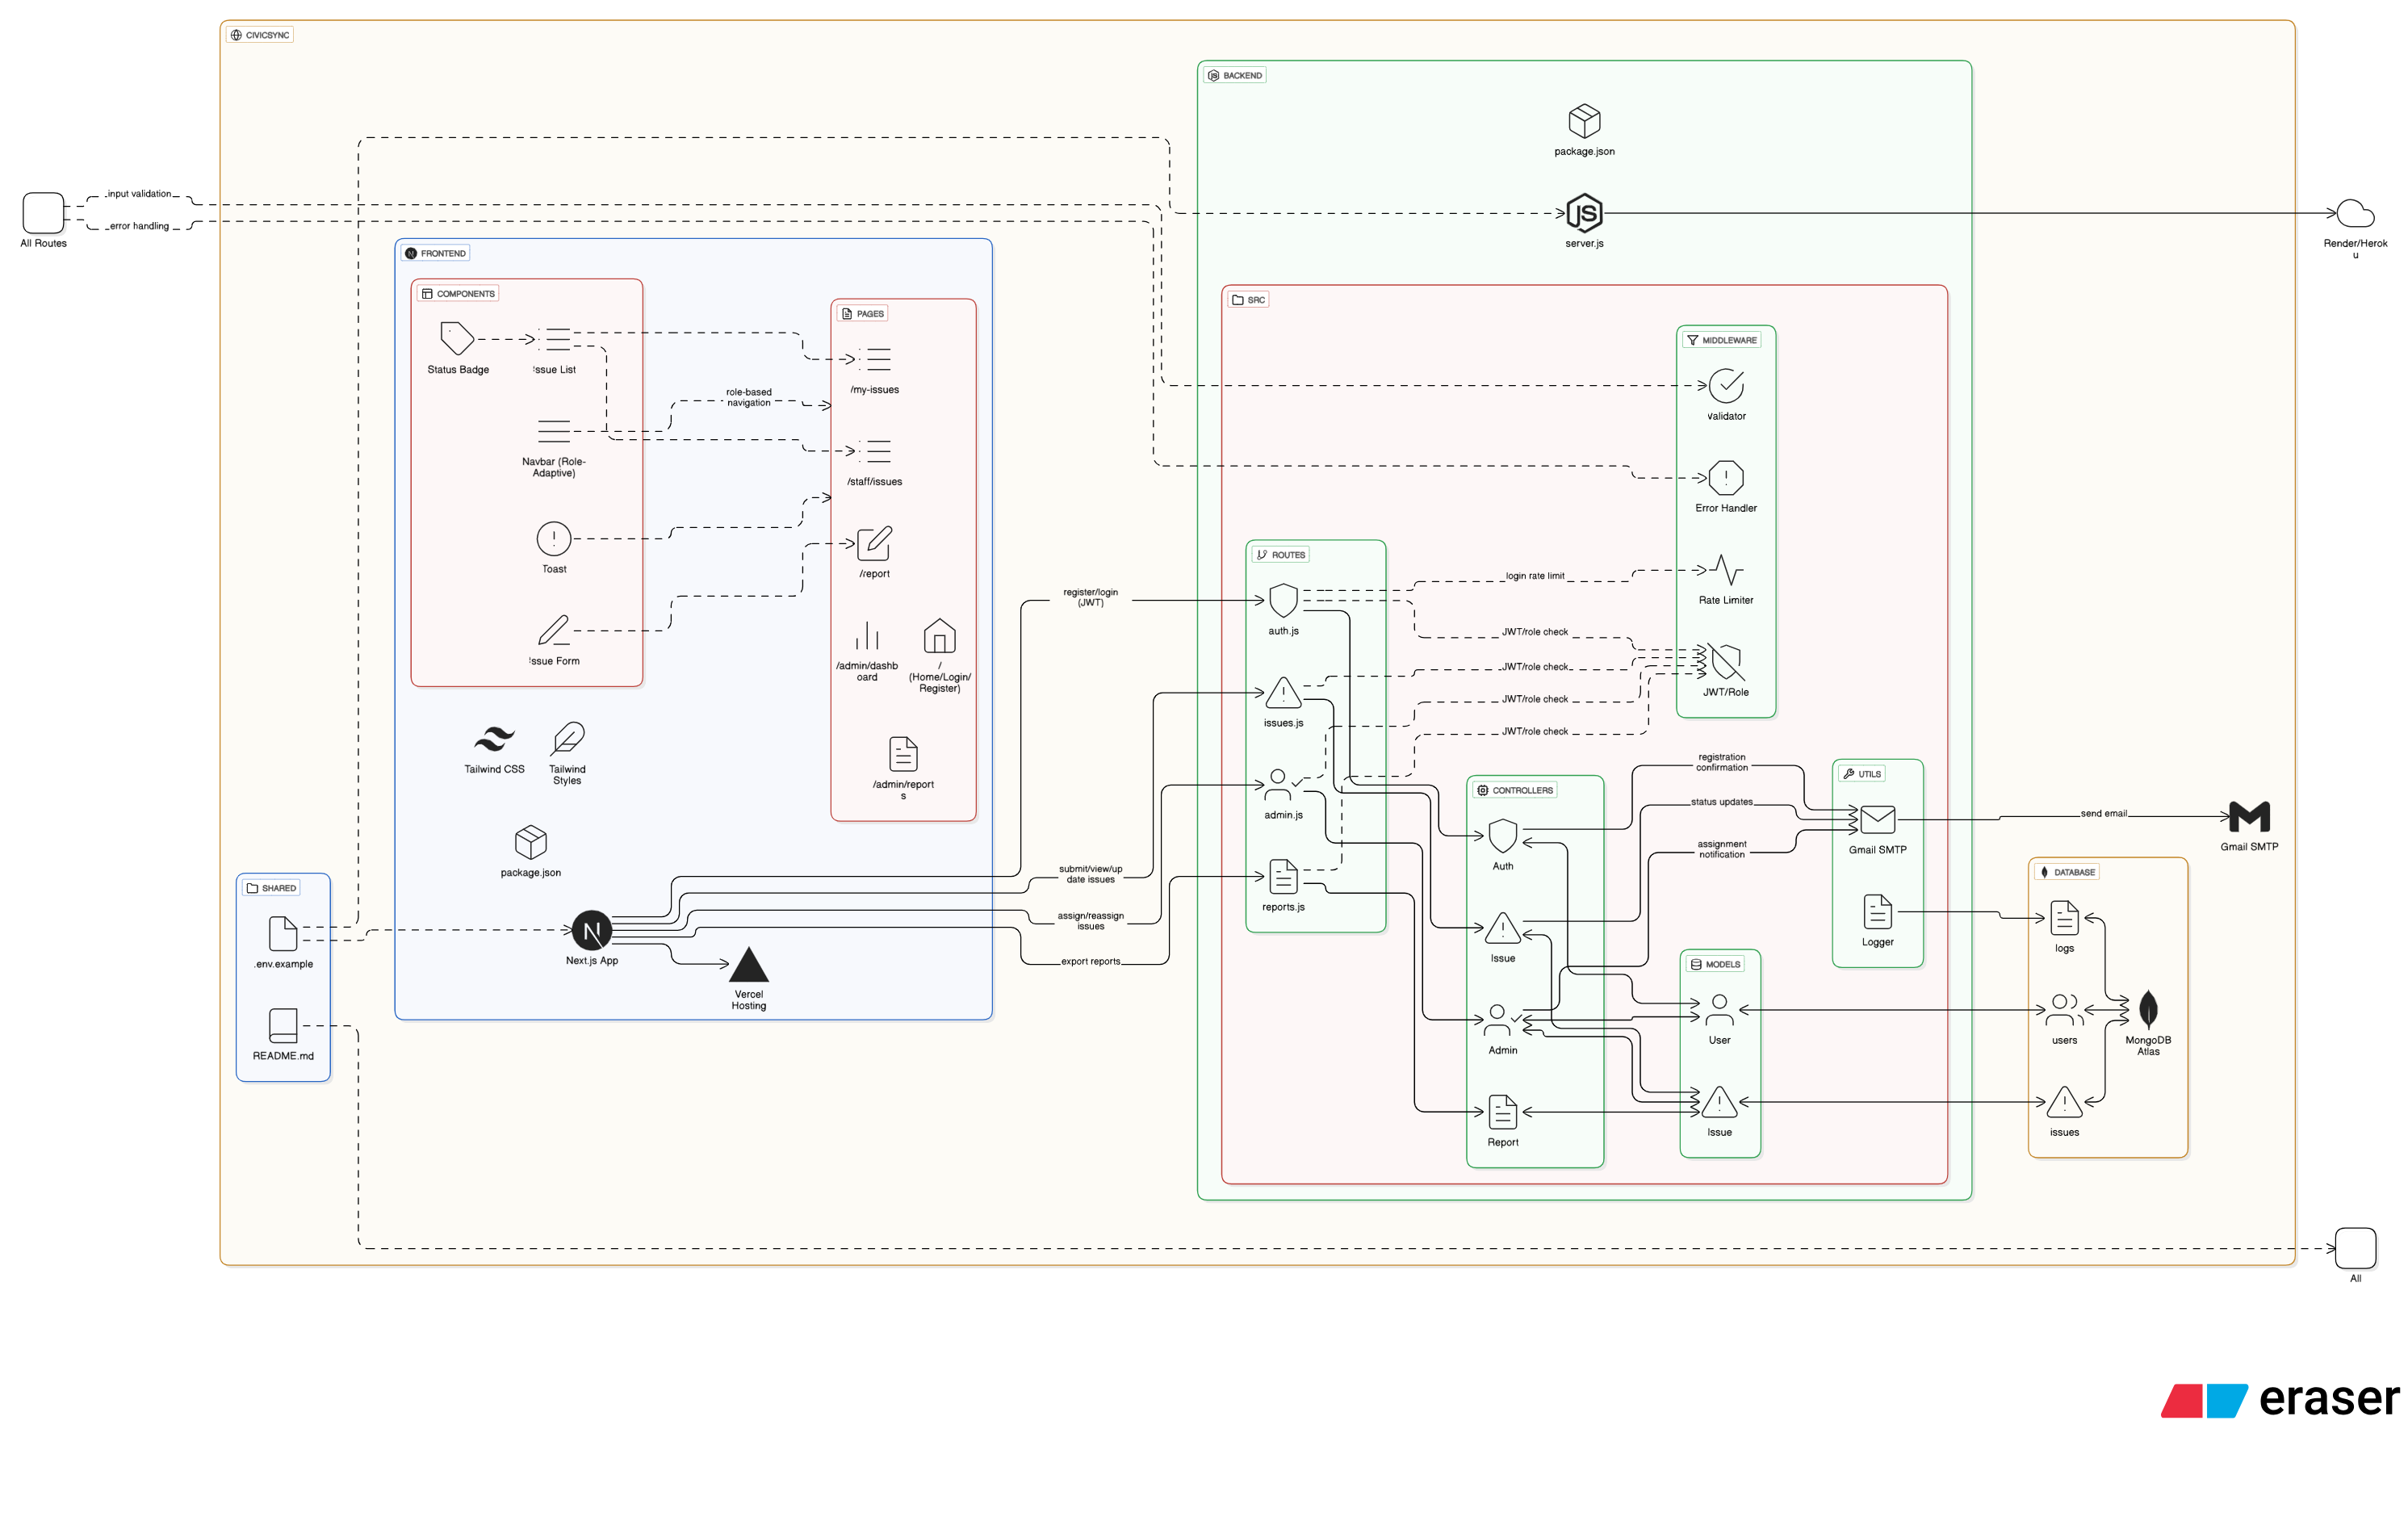 CIVICSYNC
BACKEND
package.json
server.js
Render/Herok
u
All Routes
input validation
error handling
FRONTEND
COMPONENTS
Status Badge
Issue List
Navbar (Role-
Adaptive)
Toast
Issue Form
role-based
navigation
PAGES
/my-issues
/staff/issues
/report
/admin/dashb
oard
/
(Home/Login/
Register)
/admin/report
s
Tailwind CSS
Tailwind
Styles
package.json
Next.js App
Vercel
Hosting
SHARED
.env.example
README.md
register/login
(JWT)
submit/view/up
date issues
assign/reassign
issues
export reports
SRC
MIDDLEWARE
Validator
Error Handler
Rate Limiter
JWT/Role
ROUTES
auth.js
issues.js
admin.js
reports.js
login rate limit
JWT/role check
JWT/role check
JWT/role check
JWT/role check
CONTROLLERS
Auth
Issue
Admin
Report
registration
confirmation
status updates
assignment
notification
MODELS
User
Issue
UTILS
Gmail SMTP
Logger
send email
Gmail SMTP
DATABASE
logs
users
MongoDB
Atlas
issues
All
eraser